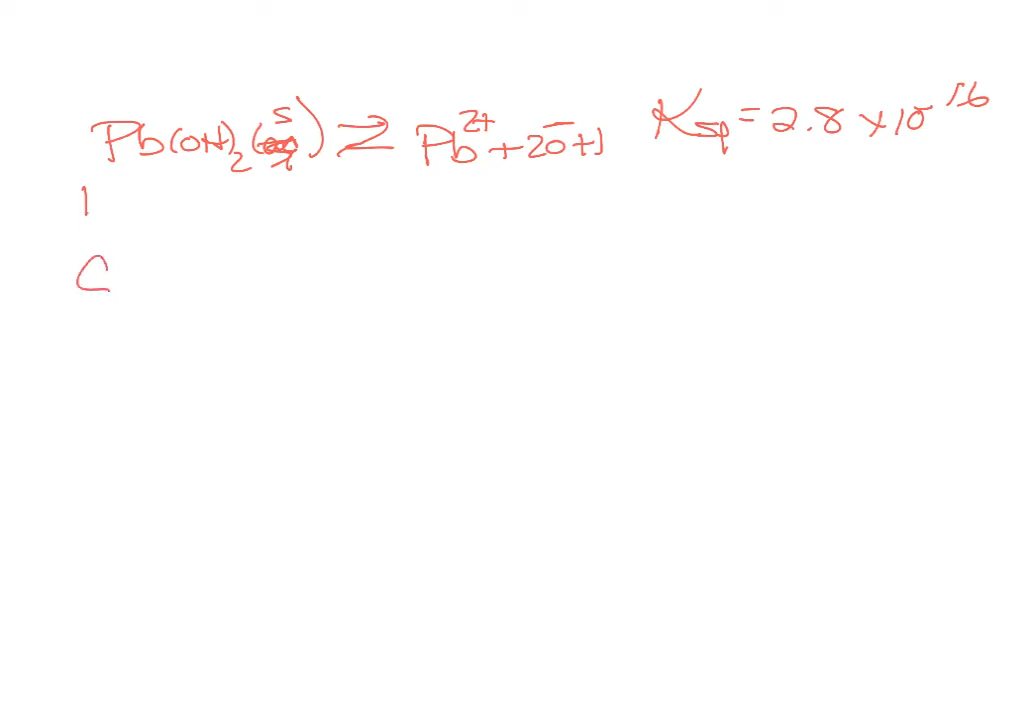 Pb(OH)₂(s) ⇌ Pb²⁺ + 2OH⁻ Ksp = 2.8 × 10⁻¹⁶
I
C